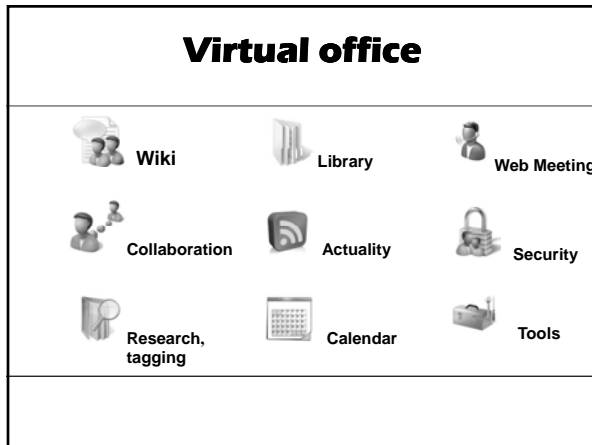 Virtual office
Wiki
Library
Web Meeting
Collaboration
Actuality
Security
Research,
tagging
Calendar
Tools